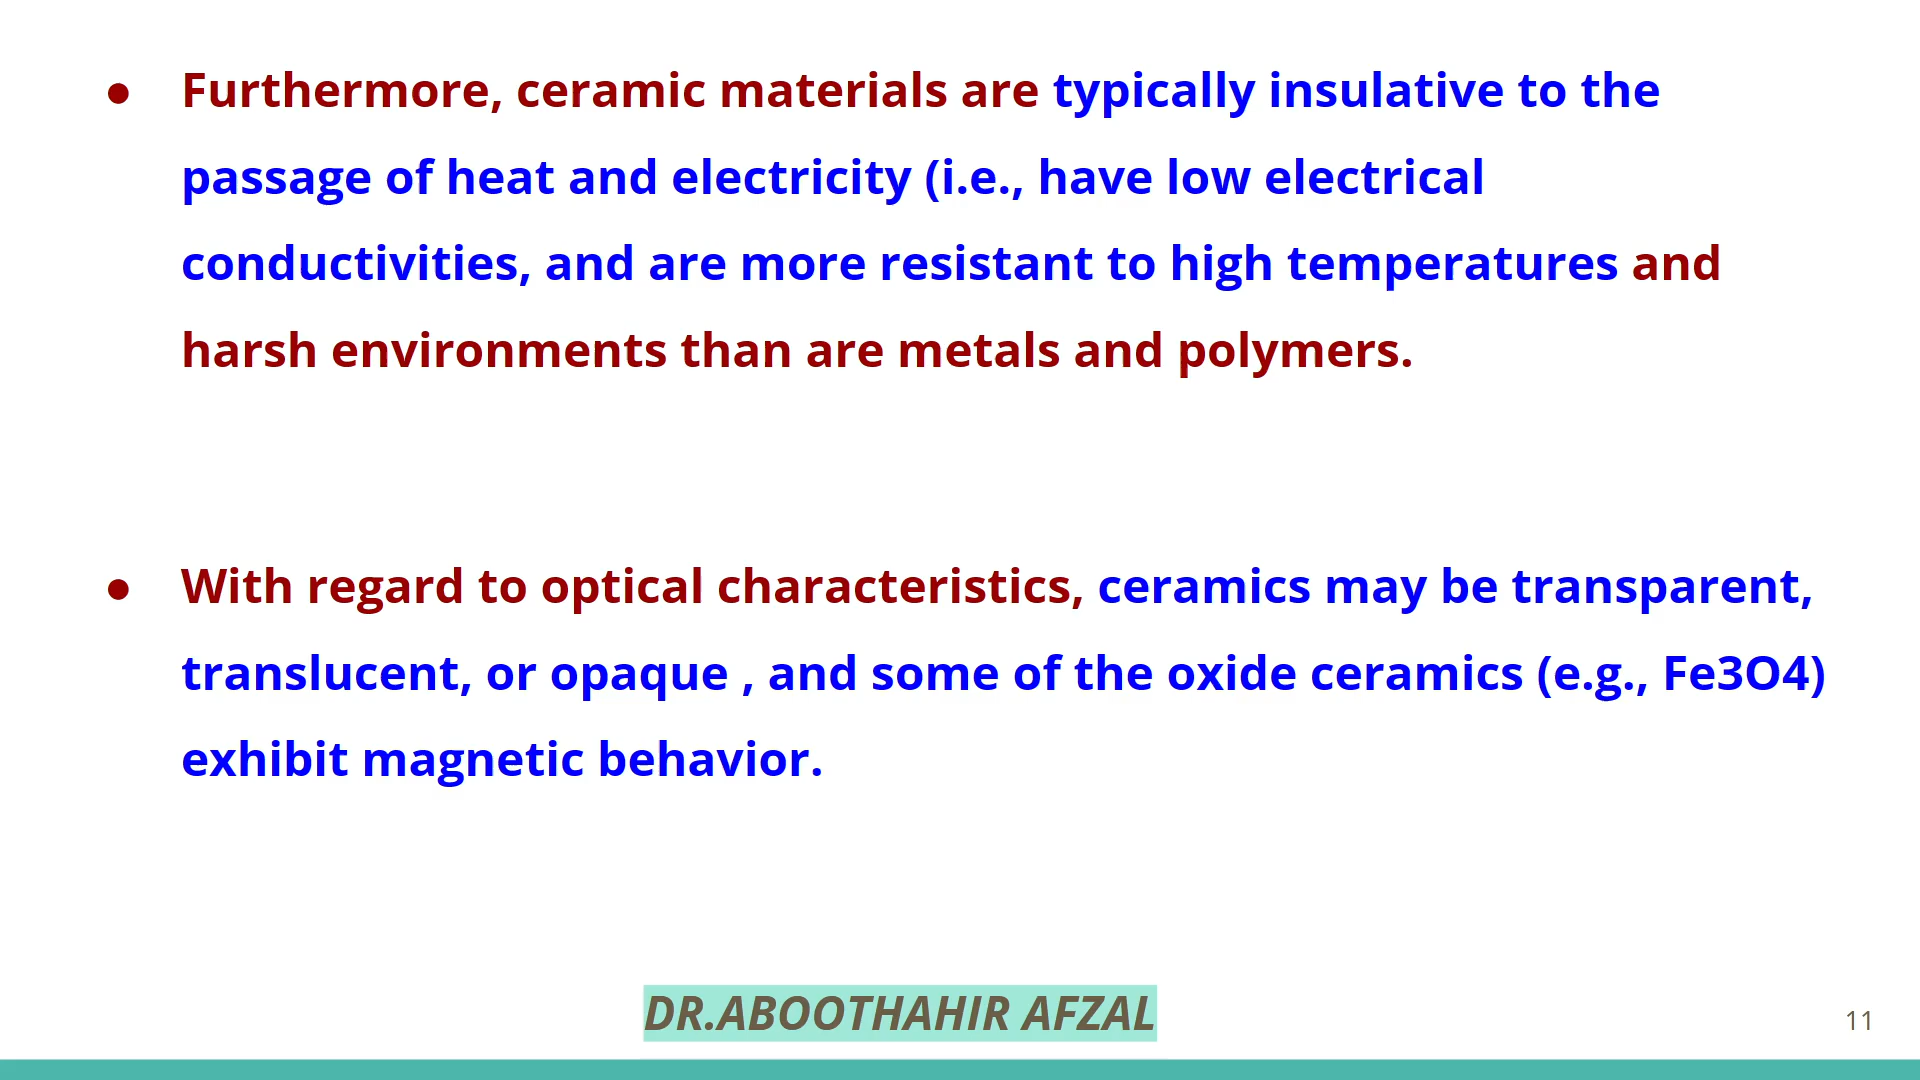 ● Furthermore, ceramic materials are typically insulative to the
passage of heat and electricity (i.e., have low electrical
conductivities, and are more resistant to high temperatures and
harsh environments than are metals and polymers.
● With regard to optical characteristics, ceramics may be transparent,
translucent, or opaque , and some of the oxide ceramics (e.g., Fe3O4)
exhibit magnetic behavior.
DR.ABOOTHAHIR AFZAL
11